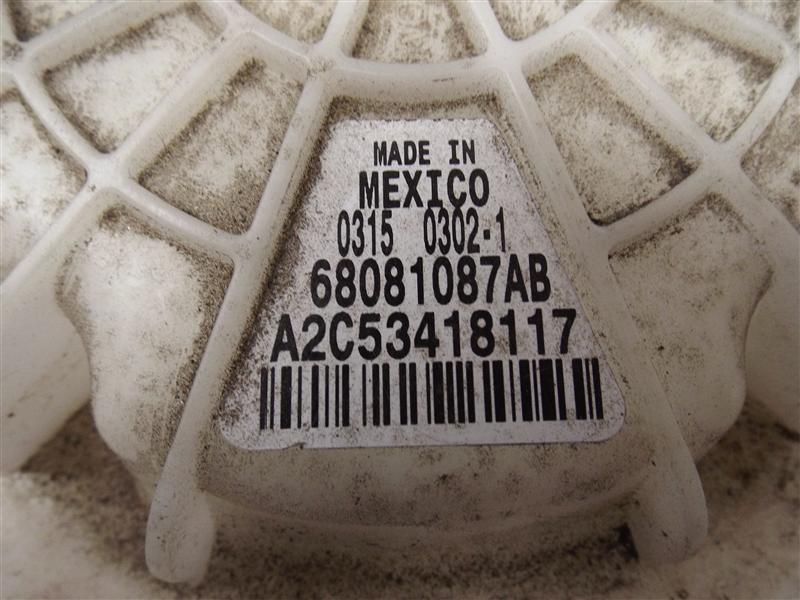 MADE IN
MEXICO
0315 0302-1
68081087AB
A2C53418117